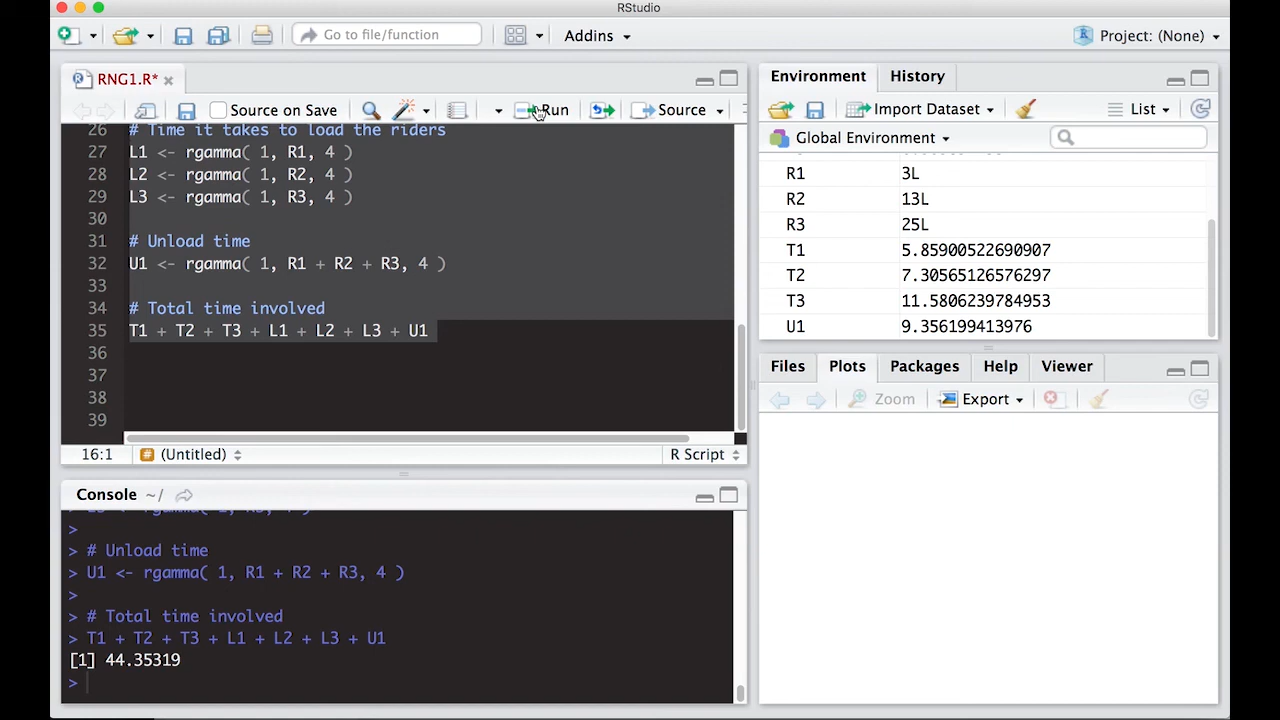 RStudio
Go to file/function
Addins
Project: (None)
RNG1.R*
Source on Save
Run
Source
26 # Time it takes to load the riders
27 L1 <- rgamma( 1, R1, 4 )
28 L2 <- rgamma( 1, R2, 4 )
29 L3 <- rgamma( 1, R3, 4 )
30
31 # Unload time
32 U1 <- rgamma( 1, R1 + R2 + R3, 4 )
33
34 # Total time involved
35 T1 + T2 + T3 + L1 + L2 + L3 + U1
36
37
38
39
16:1 (Untitled) R Script
Console ~/
>
> # Unload time
> U1 <- rgamma( 1, R1 + R2 + R3, 4 )
>
> # Total time involved
> T1 + T2 + T3 + L1 + L2 + L3 + U1
[1] 44.35319
>
Environment History
Import Dataset List
Global Environment
R1 3L
R2 13L
R3 25L
T1 5.85900522690907
T2 7.30565126576297
T3 11.5806239784953
U1 9.356199413976
Files Plots Packages Help Viewer
Zoom Export